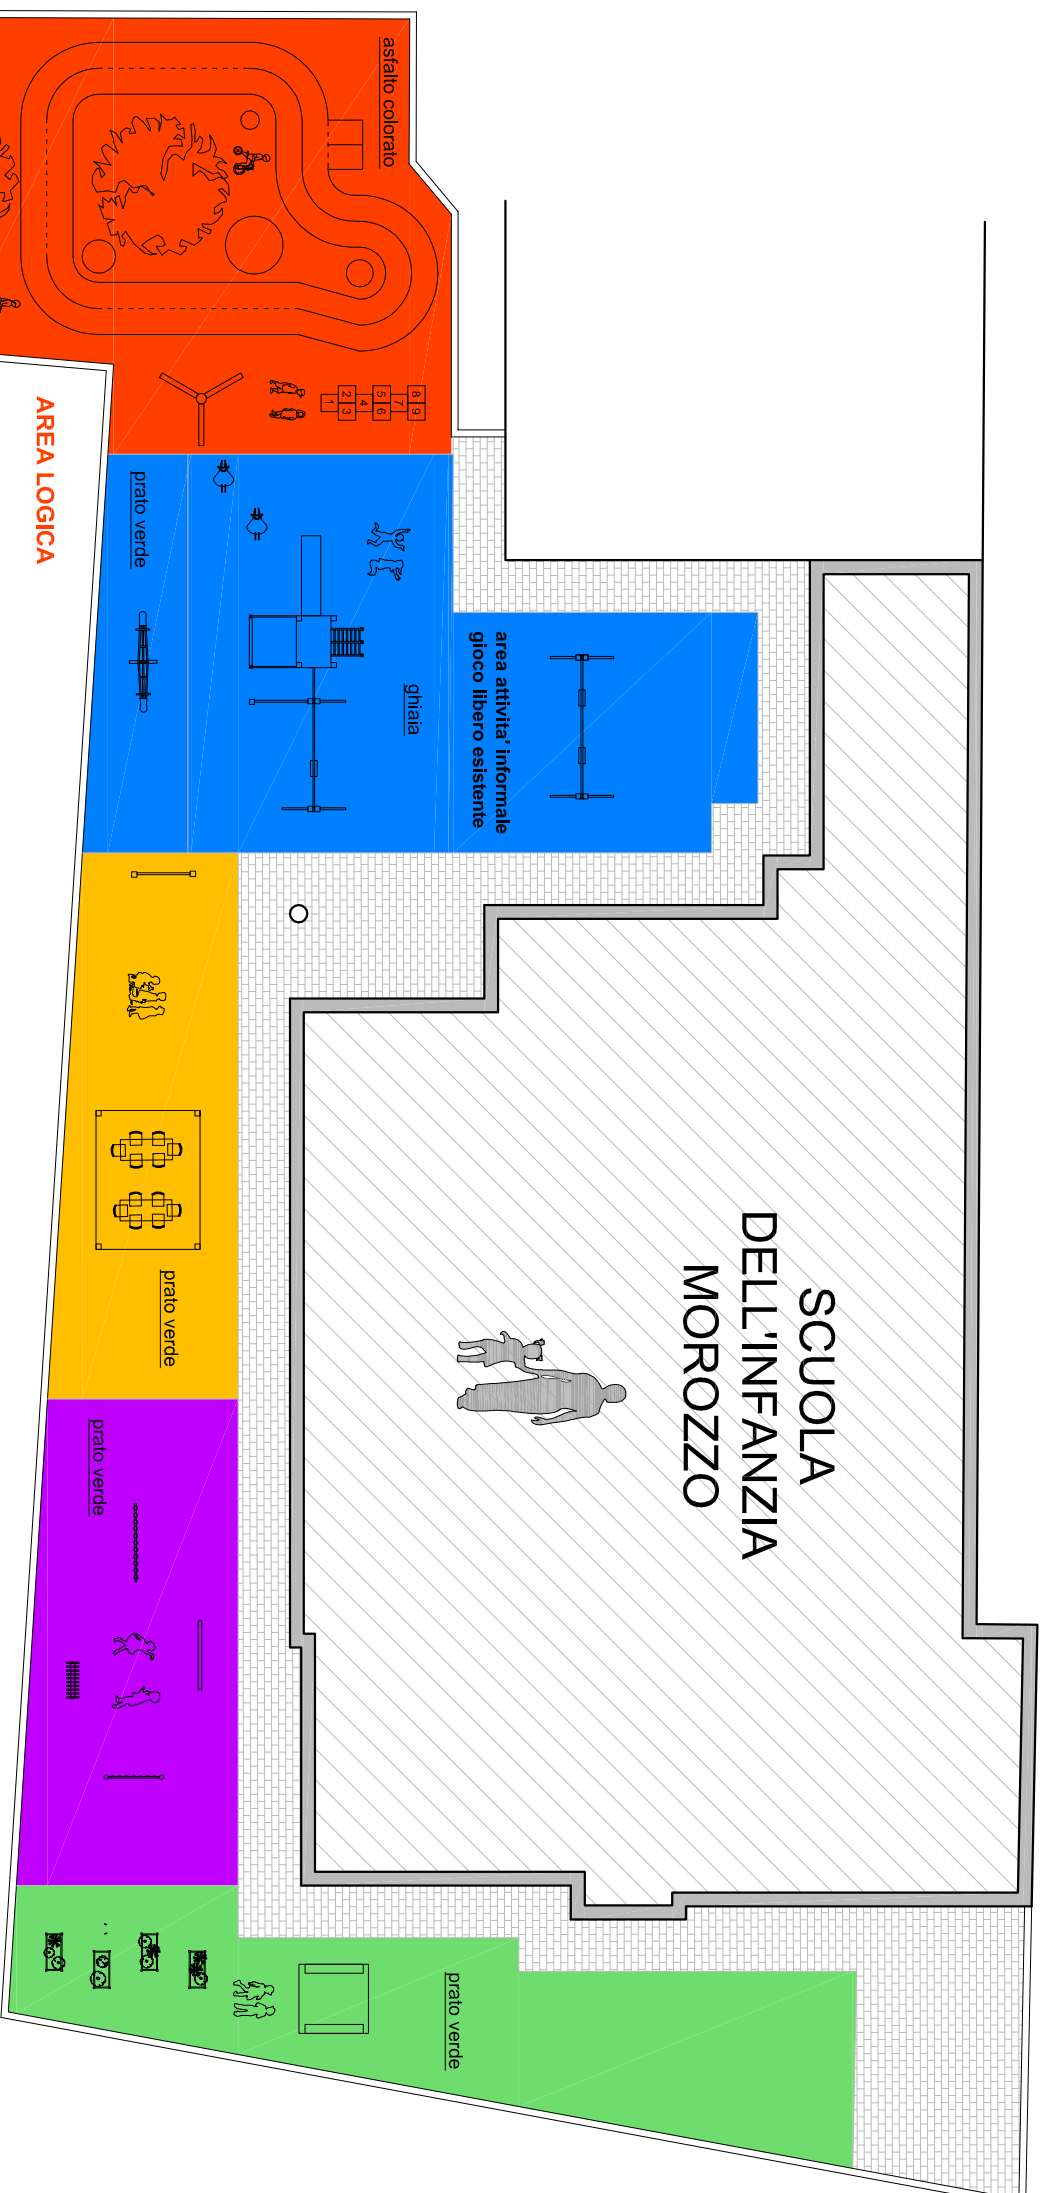 asfalto colorato
1
2
3
4
5
6
7
8
9
AREA LOGICA
prato verde
ghiaia
area attivita' informale
gioco libero esistente
prato verde
SCUOLA
DELL'INFANZIA
MOROZZO
prato verde
prato verde